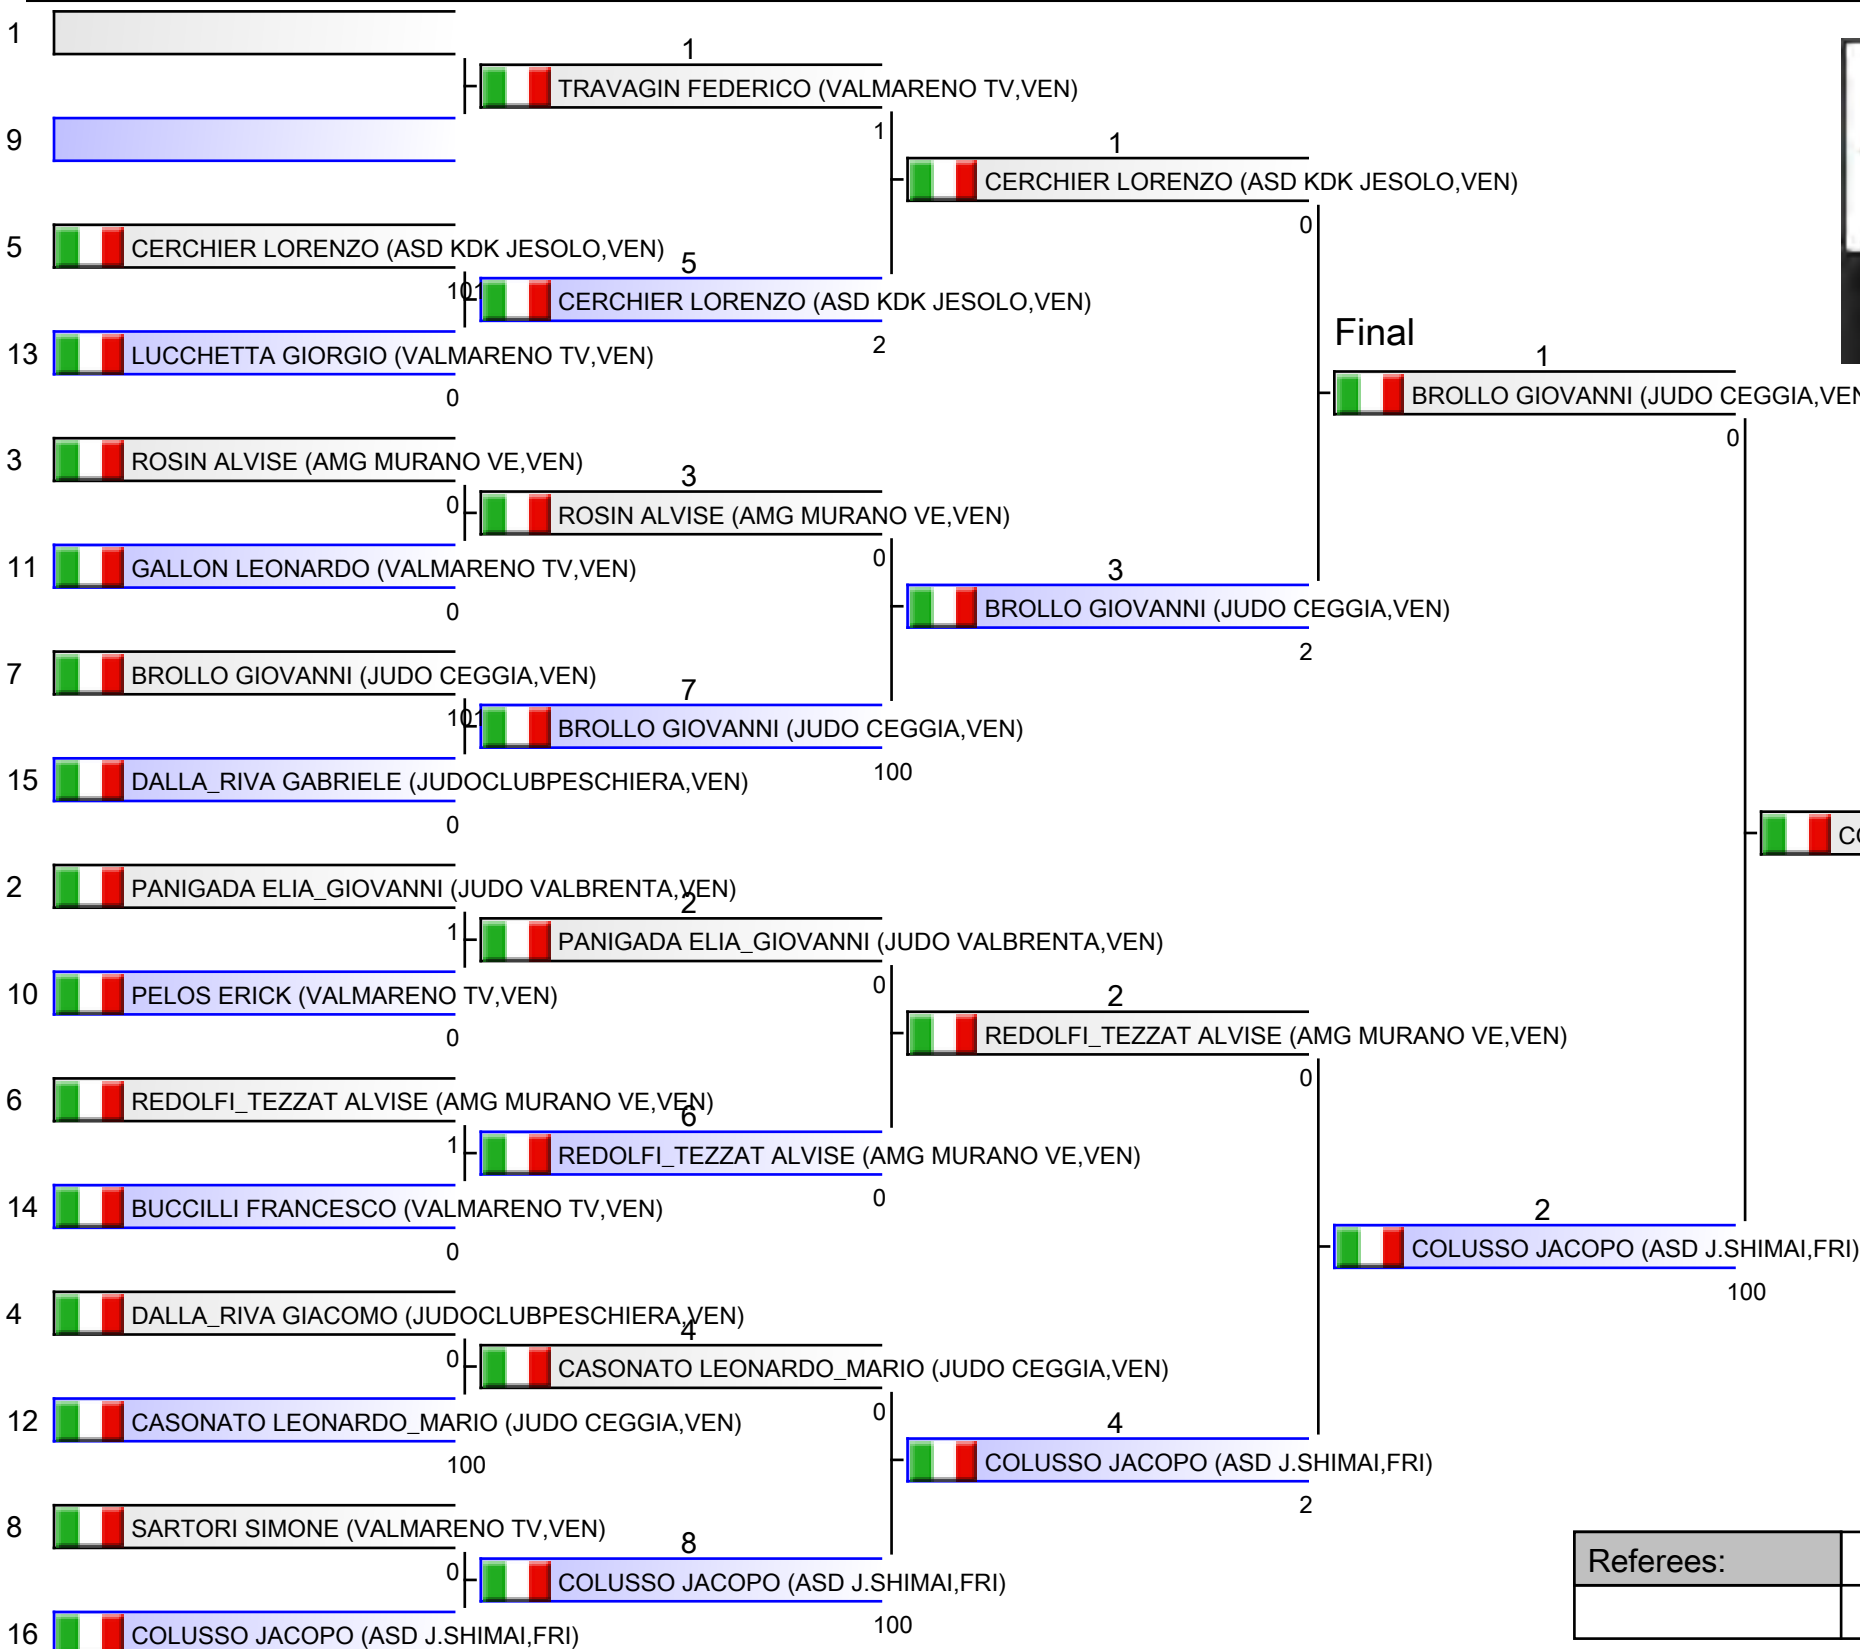 1
1
TRAVAGIN FEDERICO (VALMARENO TV,VEN)
1
9
1
CERCHIER LORENZO (ASD KDK JESOLO,VEN)
0
5
CERCHIER LORENZO (ASD KDK JESOLO,VEN)
101
5
CERCHIER LORENZO (ASD KDK JESOLO,VEN)
2
13
LUCCHETTA GIORGIO (VALMARENO TV,VEN)
0
Final
1
BROLLO GIOVANNI (JUDO CEGGIA,VEN
0
3
ROSIN ALVISE (AMG MURANO VE,VEN)
0
3
ROSIN ALVISE (AMG MURANO VE,VEN)
0
11
GALLON LEONARDO (VALMARENO TV,VEN)
0
3
BROLLO GIOVANNI (JUDO CEGGIA,VEN)
2
7
BROLLO GIOVANNI (JUDO CEGGIA,VEN)
101
7
BROLLO GIOVANNI (JUDO CEGGIA,VEN)
100
15
DALLA_RIVA GABRIELE (JUDOCLUBPESCHIERA,VEN)
0
CO
2
PANIGADA ELIA_GIOVANNI (JUDO VALBRENTA,VEN)
1
2
PANIGADA ELIA_GIOVANNI (JUDO VALBRENTA,VEN)
0
10
PELOS ERICK (VALMARENO TV,VEN)
0
2
REDOLFI_TEZZAT ALVISE (AMG MURANO VE,VEN)
0
6
REDOLFI_TEZZAT ALVISE (AMG MURANO VE,VEN)
1
6
REDOLFI_TEZZAT ALVISE (AMG MURANO VE,VEN)
0
14
BUCCILLI FRANCESCO (VALMARENO TV,VEN)
0
2
COLUSSO JACOPO (ASD J.SHIMAI,FRI)
100
4
DALLA_RIVA GIACOMO (JUDOCLUBPESCHIERA,VEN)
0
4
CASONATO LEONARDO_MARIO (JUDO CEGGIA,VEN)
0
12
CASONATO LEONARDO_MARIO (JUDO CEGGIA,VEN)
100
4
COLUSSO JACOPO (ASD J.SHIMAI,FRI)
2
8
SARTORI SIMONE (VALMARENO TV,VEN)
0
8
COLUSSO JACOPO (ASD J.SHIMAI,FRI)
100
16
COLUSSO JACOPO (ASD J.SHIMAI,FRI)
Referees: